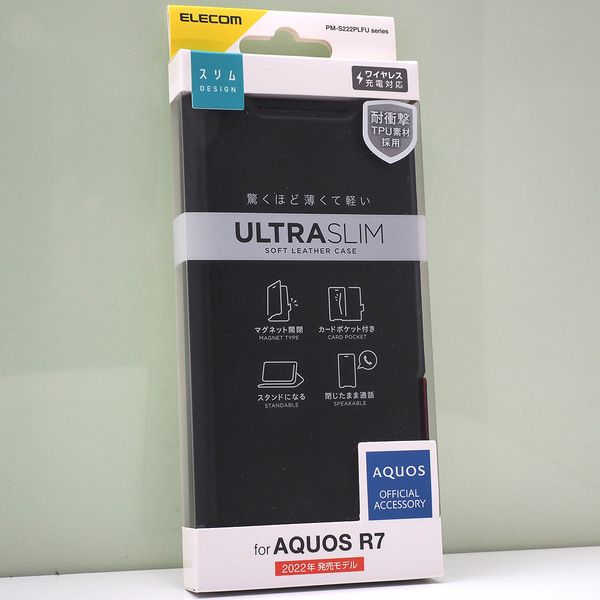 ELECOM
PM-S222PLFU series
スリム
DESIGN
ワイヤレス
充電対応
耐衝撃
TPU素材
採用
驚くほど薄くて軽い
ULTRASLIM
SOFT LEATHER CASE
マグネット開閉
MAGNET TYPE
カードポケット付き
CARD POCKET
スタンドになる
STANDABLE
閉じたまま通話
SPEAKABLE
AQUOS
OFFICIAL
ACCESSORY
for AQUOS R7
2022年 発売モデル